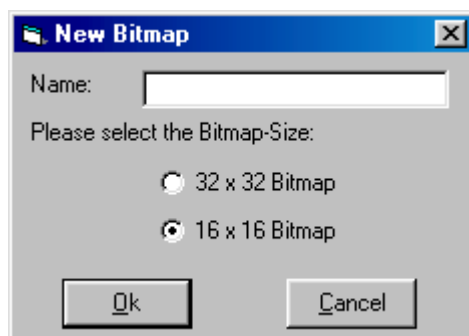 New Bitmap
Name:
Please select the Bitmap-Size:
32 x 32 Bitmap
16 x 16 Bitmap
Ok Cancel